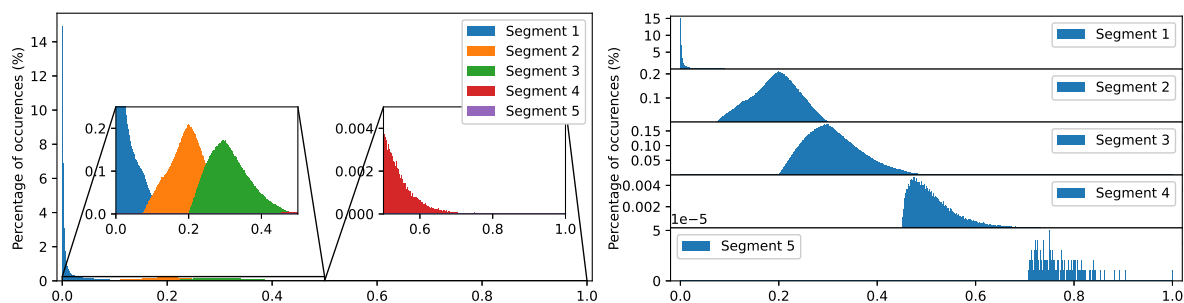 Percentage of occurences (%)
14
12
10
8
6
4
2
0
0.0 0.2 0.4 0.6 0.8 1.0
Segment 1
Segment 2
Segment 3
Segment 4
Segment 5
0.2
0.1
0.0
0.0 0.2 0.4
0.004
0.002
0.000
0.6 0.8 1.0
Percentage of occurences (%)
15
10
5
Segment 1
0.2
0.1
Segment 2
0.15
0.10
0.05
Segment 3
0.004
0.002
Segment 4
1e−5
5
0
Segment 5
0.0 0.2 0.4 0.6 0.8 1.0